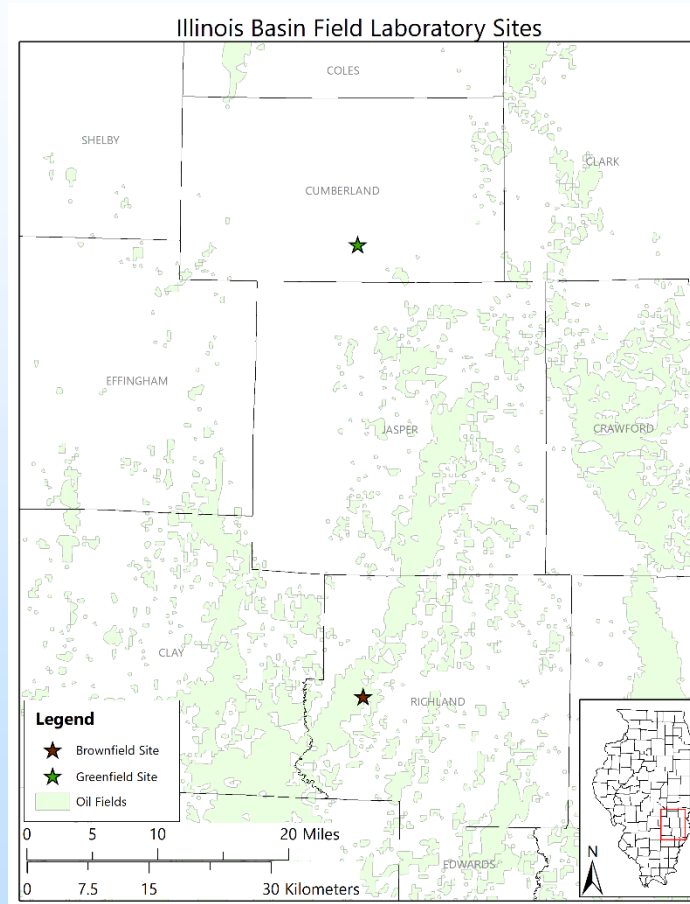 Illinois Basin Field Laboratory Sites
COLES
SHELBY
CLARK
CUMBERLAND
EFFINGHAM
JASPER
CRAWFORD
CLAY
RICHLAND
Legend
Brownfield Site
Greenfield Site
Oil Fields
0 5 10 20 Miles
0 7.5 15 30 Kilometers
EDWARDS
N